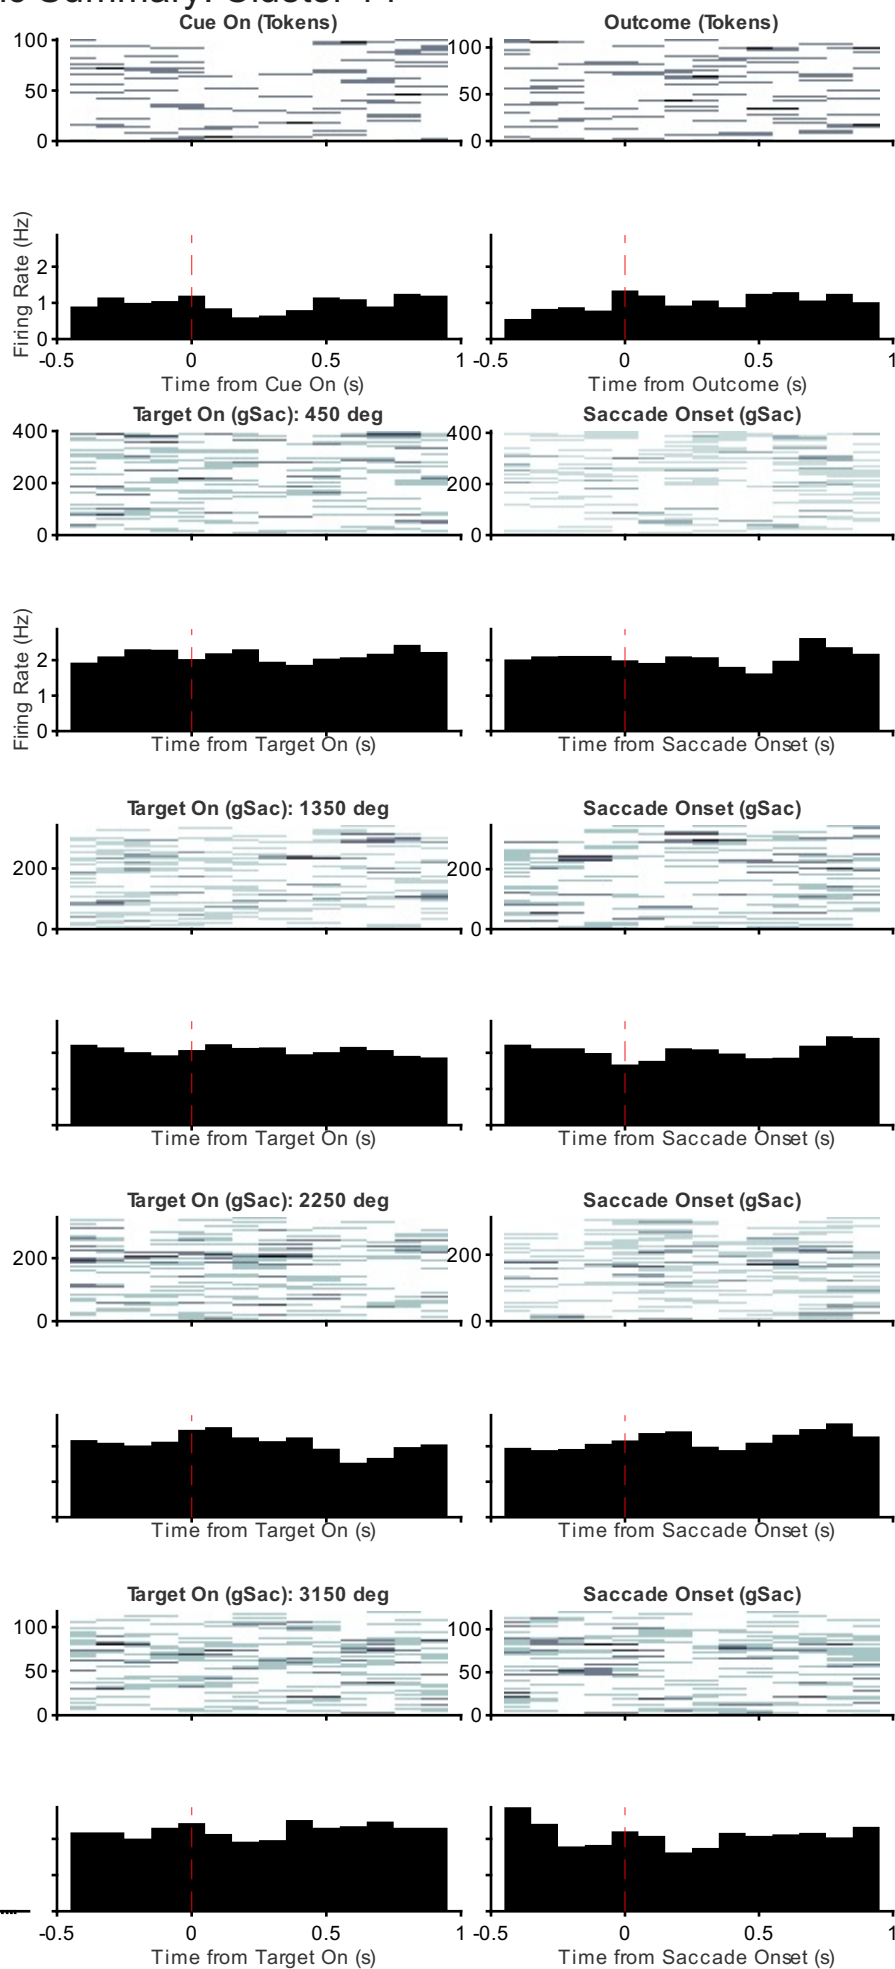 Summary: Cluster
Cue On (Tokens) Outcome (Tokens)
100 100
50 50
0 0
Firing Rate (Hz)
2
1
0
-0.5 0 0.5 1 -0.5 0 0.5 1
Time from Cue On (s) Time from Outcome (s)
Target On (gSac): 450 deg Saccade Onset (gSac)
400 400
200 200
0 0
Firing Rate (Hz)
2
1
0
Time from Target On (s) Time from Saccade Onset (s)
Target On (gSac): 1350 deg Saccade Onset (gSac)
200 200
0 0
Time from Target On (s) Time from Saccade Onset (s)
Target On (gSac): 2250 deg Saccade Onset (gSac)
200 200
0 0
Time from Target On (s) Time from Saccade Onset (s)
Target On (gSac): 3150 deg Saccade Onset (gSac)
100 100
50 50
0 0
-0.5 0 0.5 1 -0.5 0 0.5 1
Time from Target On (s) Time from Saccade Onset (s)